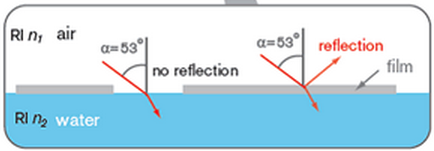 RI n₁ air
α=53°
no reflection
α=53°
reflection
film
RI n₂ water